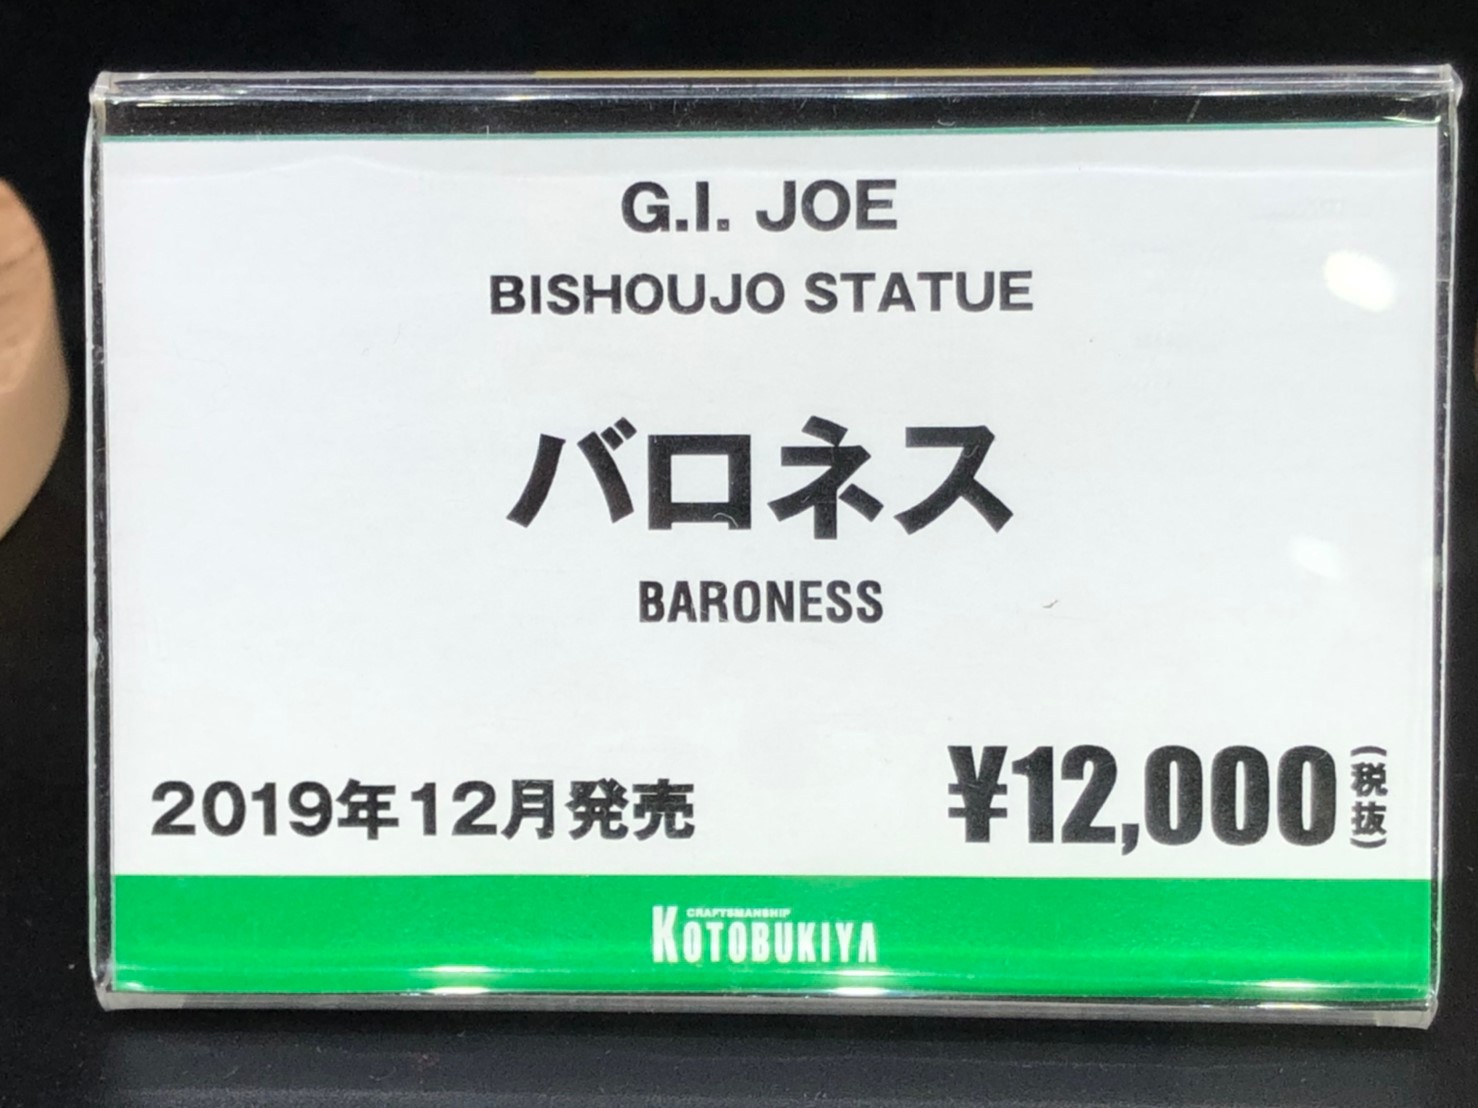 G.I. JOE
BISHOUJO STATUE
バロネス
BARONESS
2019年12月発売
¥12,000(税抜)
CRAFTSMANSHIP
KOTOBUKIYA